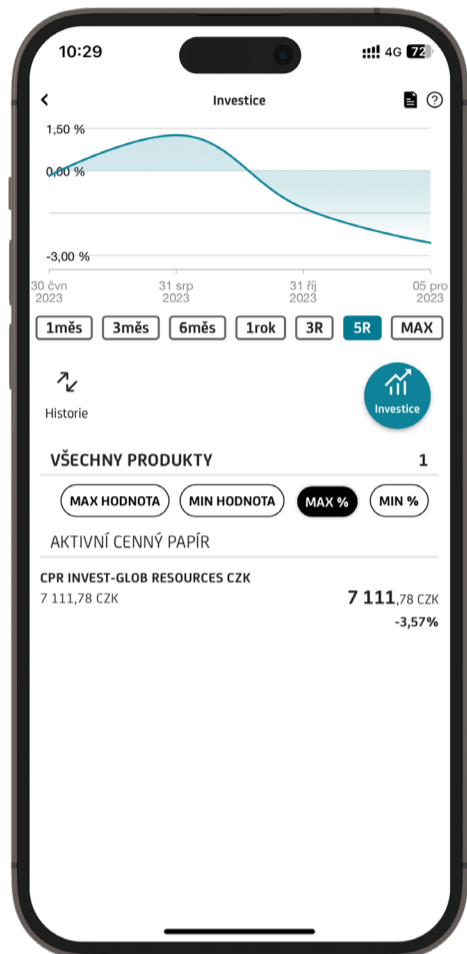 10:29 4G 72
Investice
1,50 %
0,00 %
-3,00 %
30 čvn 31 srp 31 říj 05 pro
2023 2023 2023 2023
1měs 3měs 6měs 1rok 3R 5R MAX
Historie Investice
VŠECHNY PRODUKTY 1
MAX HODNOTA MIN HODNOTA MAX % MIN %
AKTIVNÍ CENNÝ PAPÍR
CPR INVEST-GLOB RESOURCES CZK
7 111,78 CZK 7 111,78 CZK
-3,57%